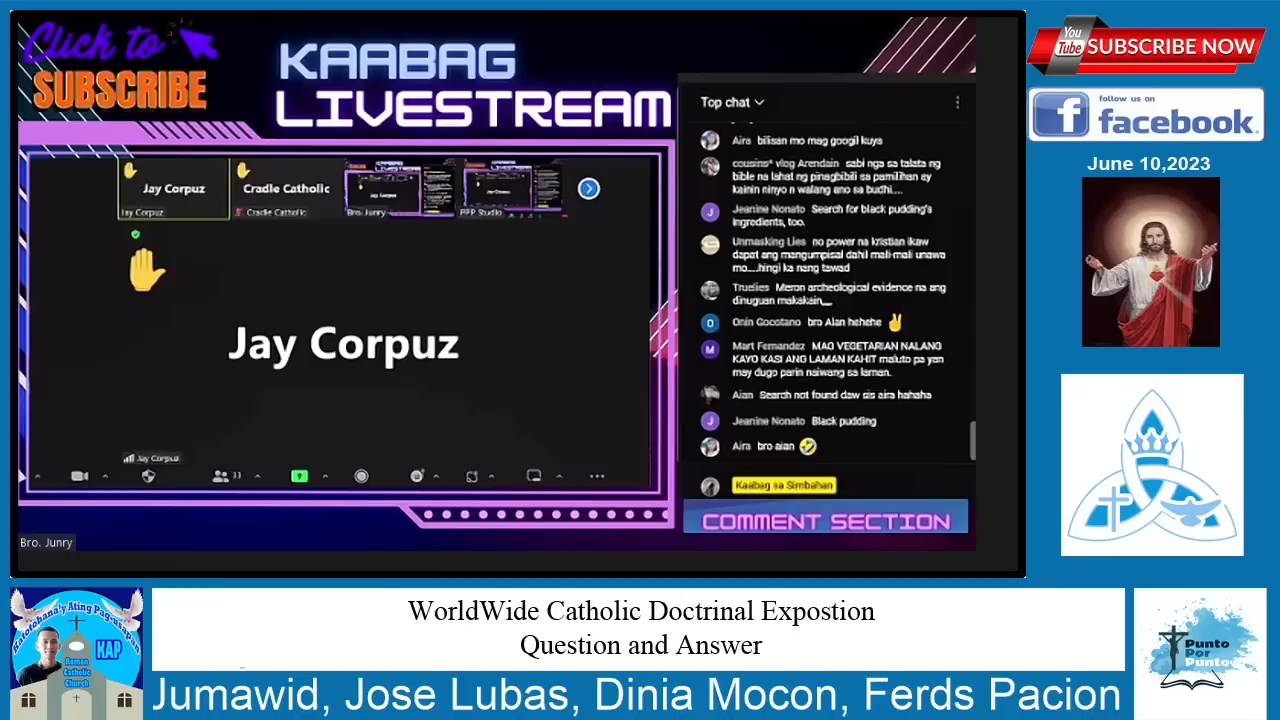 Click to
SUBSCRIBE
KAABAG
LIVESTREAM
Jay Corpuz
Jay Corpuz
Cradle Catholic
Cradle Catholic
Bro. Junry
PPP Studio
Jay Corpuz
Jay Corpuz
33
Bro. Junry
Top chat
Aira bilisan mo mag googil kuya
cousins* vlog Arendain sabi nga sa talata ng
bible na lahat ng pinagbibili sa pamilihan ay
kainin ninyo n walang ano sa budhi....
J Jeanine Nonato Search for black pudding's
ingredients, too.
Unmasking Lies no power na kristian ikaw
dapat ang mangumpisal dahil mali-mali unawa
mo....hingi ka nang tawad
Truelies Meron archeological evidence na ang
dinuguan makakain,,,,
O Onin Gocotano bro Alan hehehe ✌
M Mart Fernandez MAG VEGETARIAN NALANG
KAYO KASI ANG LAMAN KAHIT maluto pa yan
may dugo parin naiwang sa laman.
Alan Search not found daw sis aira hahaha
J Jeanine Nonato Black pudding
Aira bro alan 🤣
Kaabag sa Simbahan
COMMENT SECTION
You
Tube SUBSCRIBE NOW
follow us on
facebook.
June 10,2023
Katotohana'y Ating Pag-usapan
KAP
Roman
Catholic
Church
WorldWide Catholic Doctrinal Expostion
Question and Answer
Punto
Por
Punto
Jumawid, Jose Lubas, Dinia Mocon, Ferds Pacion